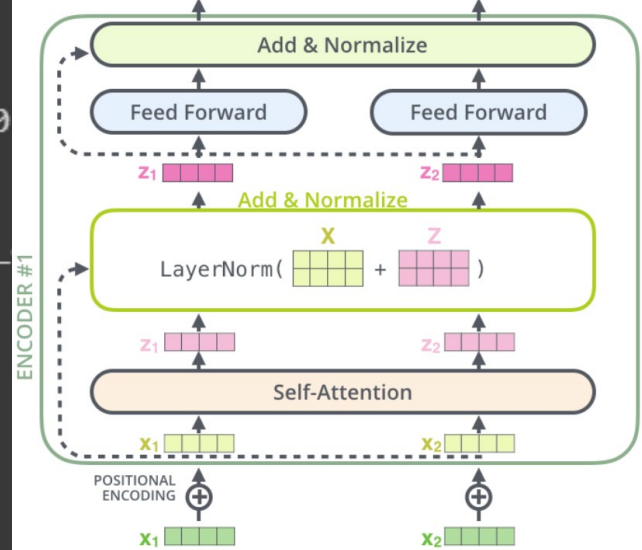 Add & Normalize
Feed Forward
Feed Forward
z1
z2
Add & Normalize
X
Z
LayerNorm(
+
)
z1
z2
Self-Attention
x1
x2
ENCODER #1
POSITIONAL
ENCODING
x1
x2
0